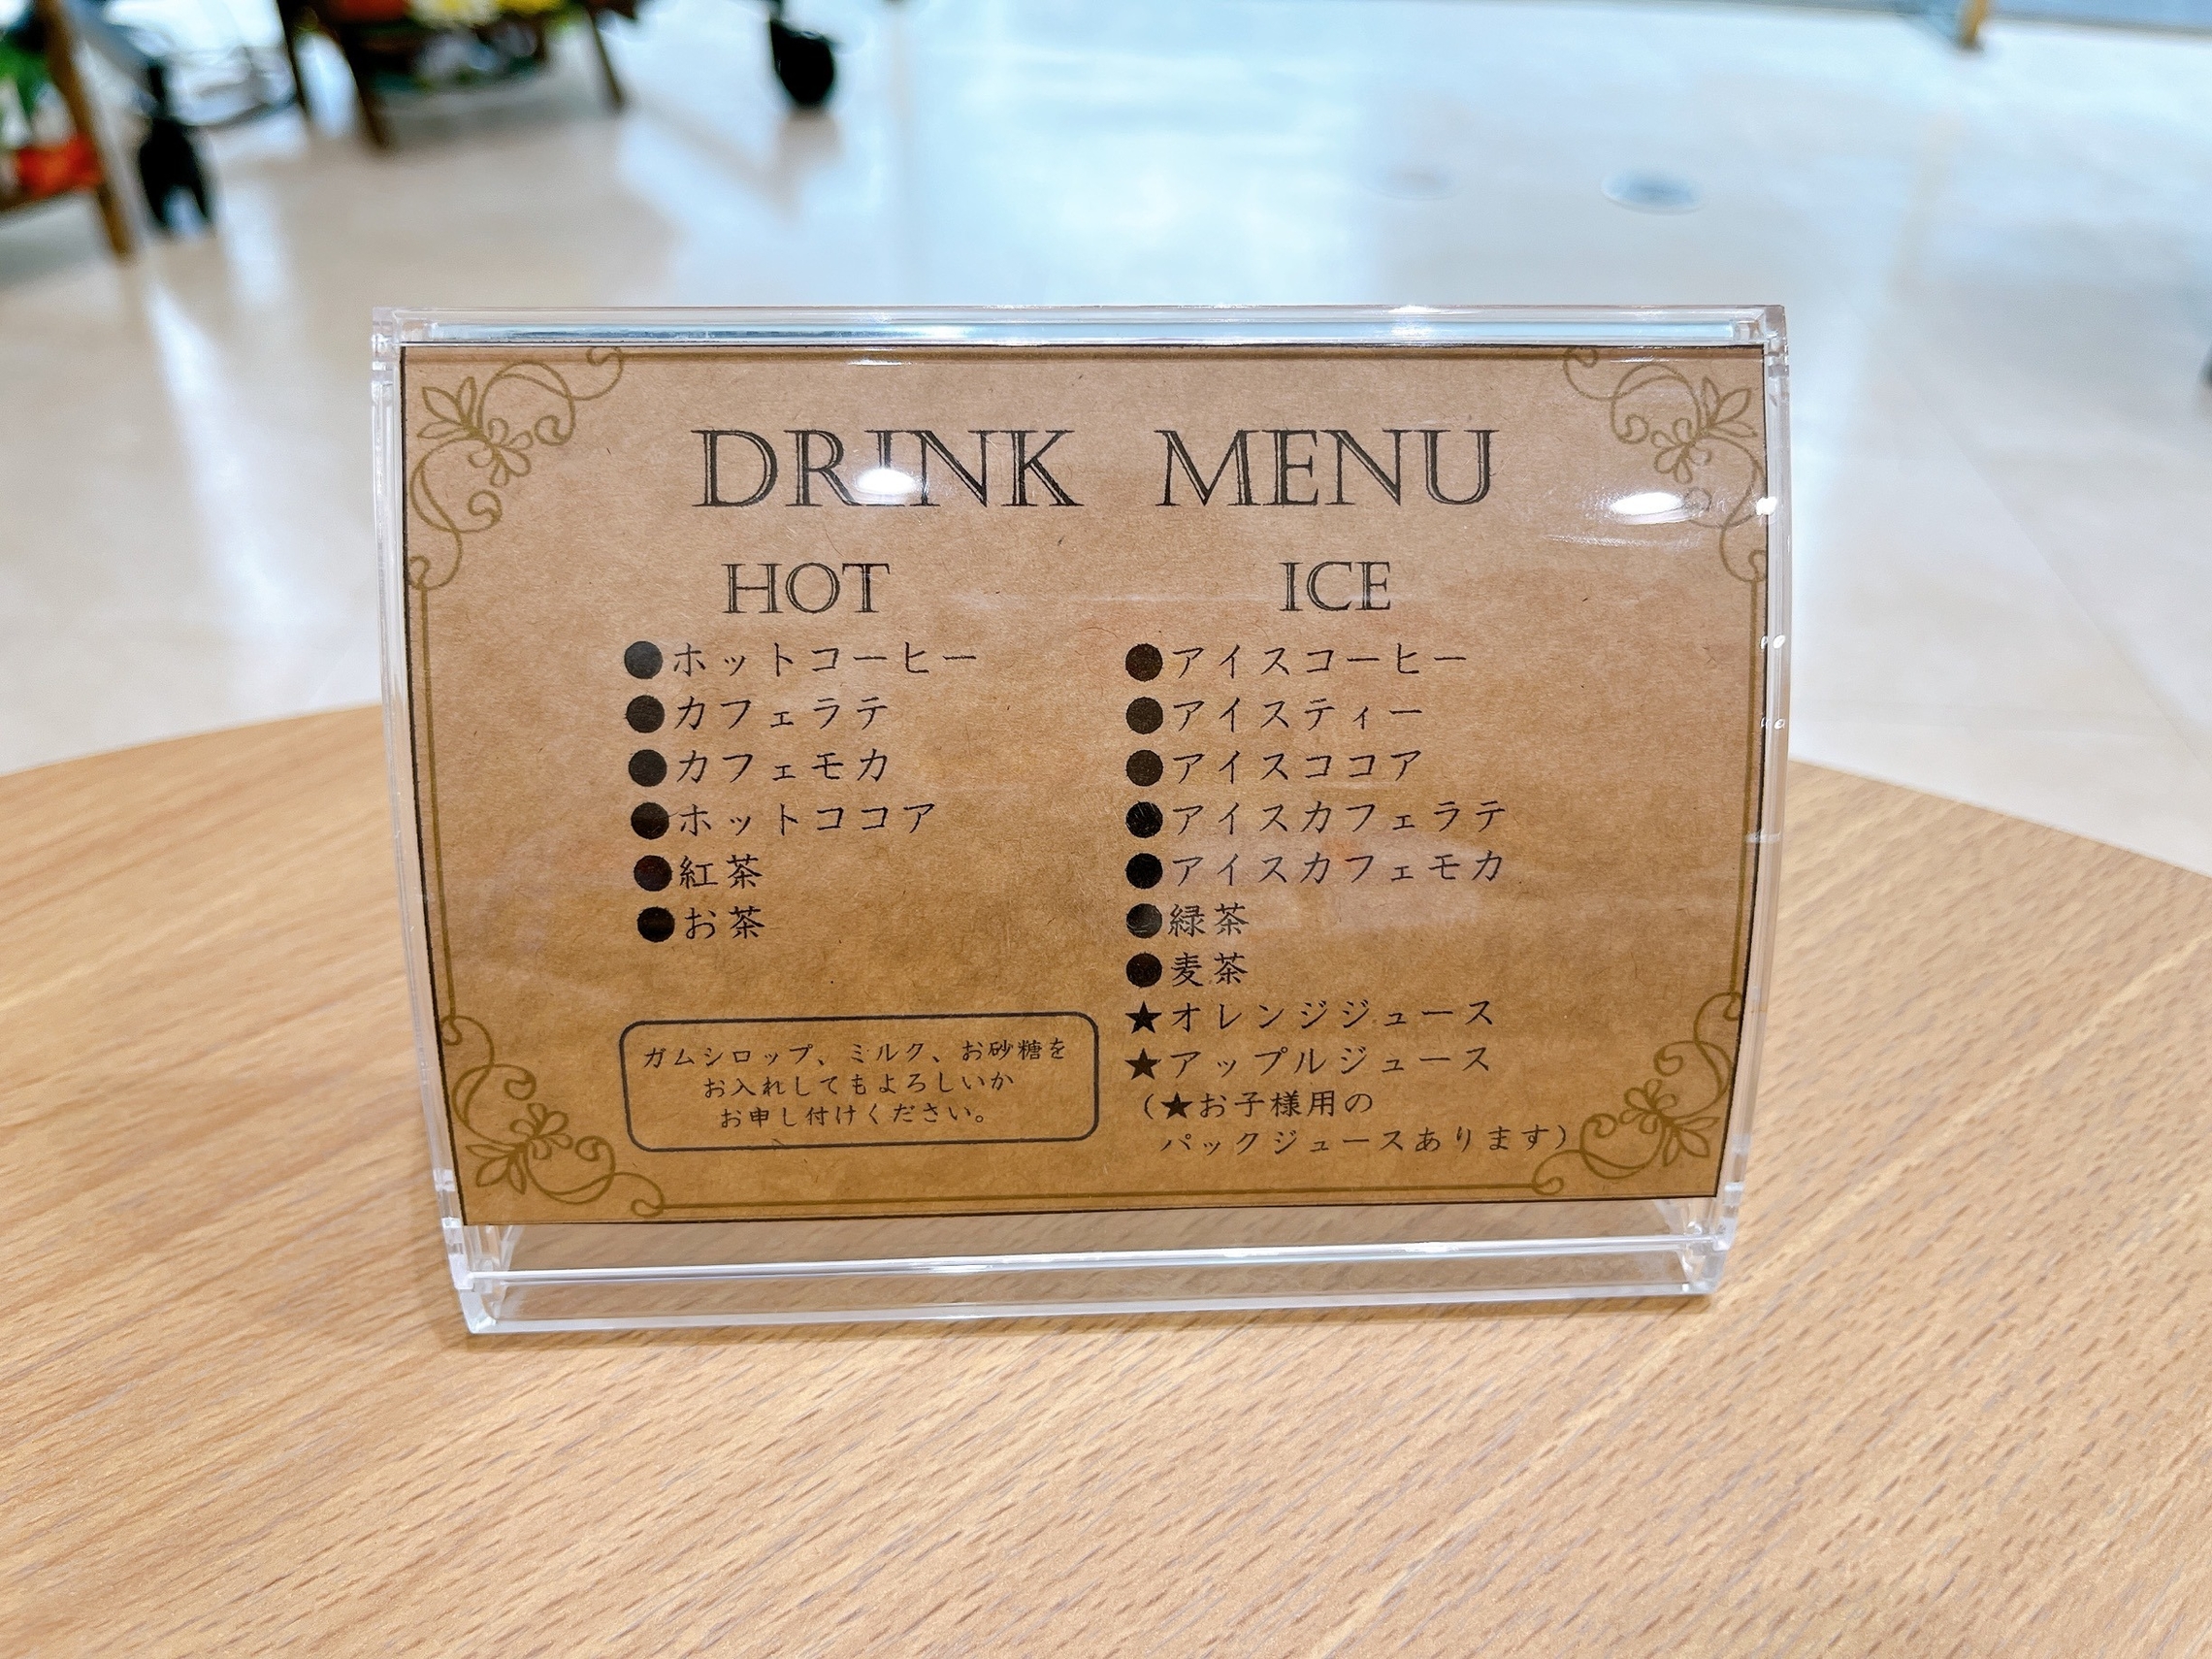 DRINK MENU
HOT
●ホットコーヒー
●カフェラテ
●カフェモカ
●ホットココア
●紅茶
●お茶
ガムシロップ、ミルク、お砂糖を
お入れしてもよろしいか
お申し付けください。
ICE
●アイスコーヒー
●アイスティー
●アイスココア
●アイスカフェラテ
●アイスカフェモカ
●緑茶
●麦茶
★オレンジジュース
★アップルジュース
(★お子様用の
パックジュースあります)